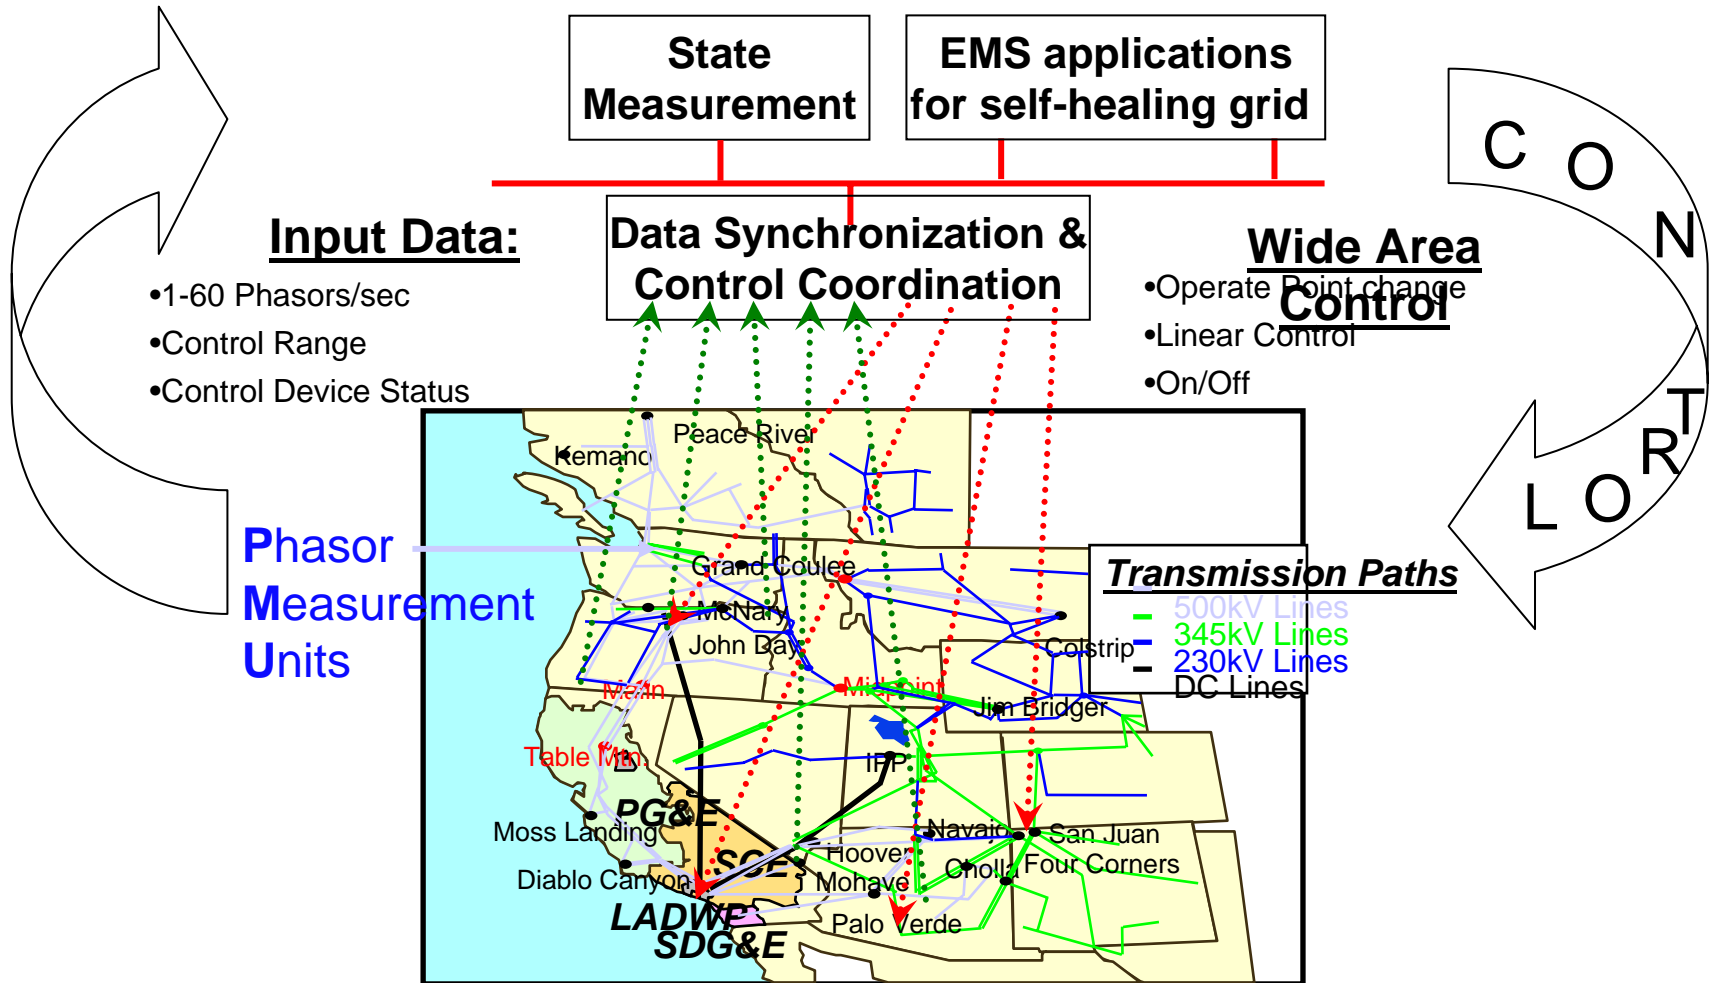 State
Measurement
EMS applications
for self-healing grid
Data Synchronization &
Control Coordination
Input Data:
•1-60 Phasors/sec
•Control Range
•Control Device Status
Wide Area
Control
•Operate Point change
•Linear Control
•On/Off
CONTROL
Phasor
Measurement
Units
Peace River
Kemano
Grand Coulee
McNary
John Day
Malin
Midpoint
Colstrip
Jim Bridger
Table Mtn.
IPP
PG&E
Moss Landing
SCE
Diablo Canyon
LADWP
SDG&E
Hoover
Mohave
Navajo
Cholla
San Juan
Four Corners
Palo Verde
Transmission Paths
500kV Lines
345kV Lines
230kV Lines
DC Lines